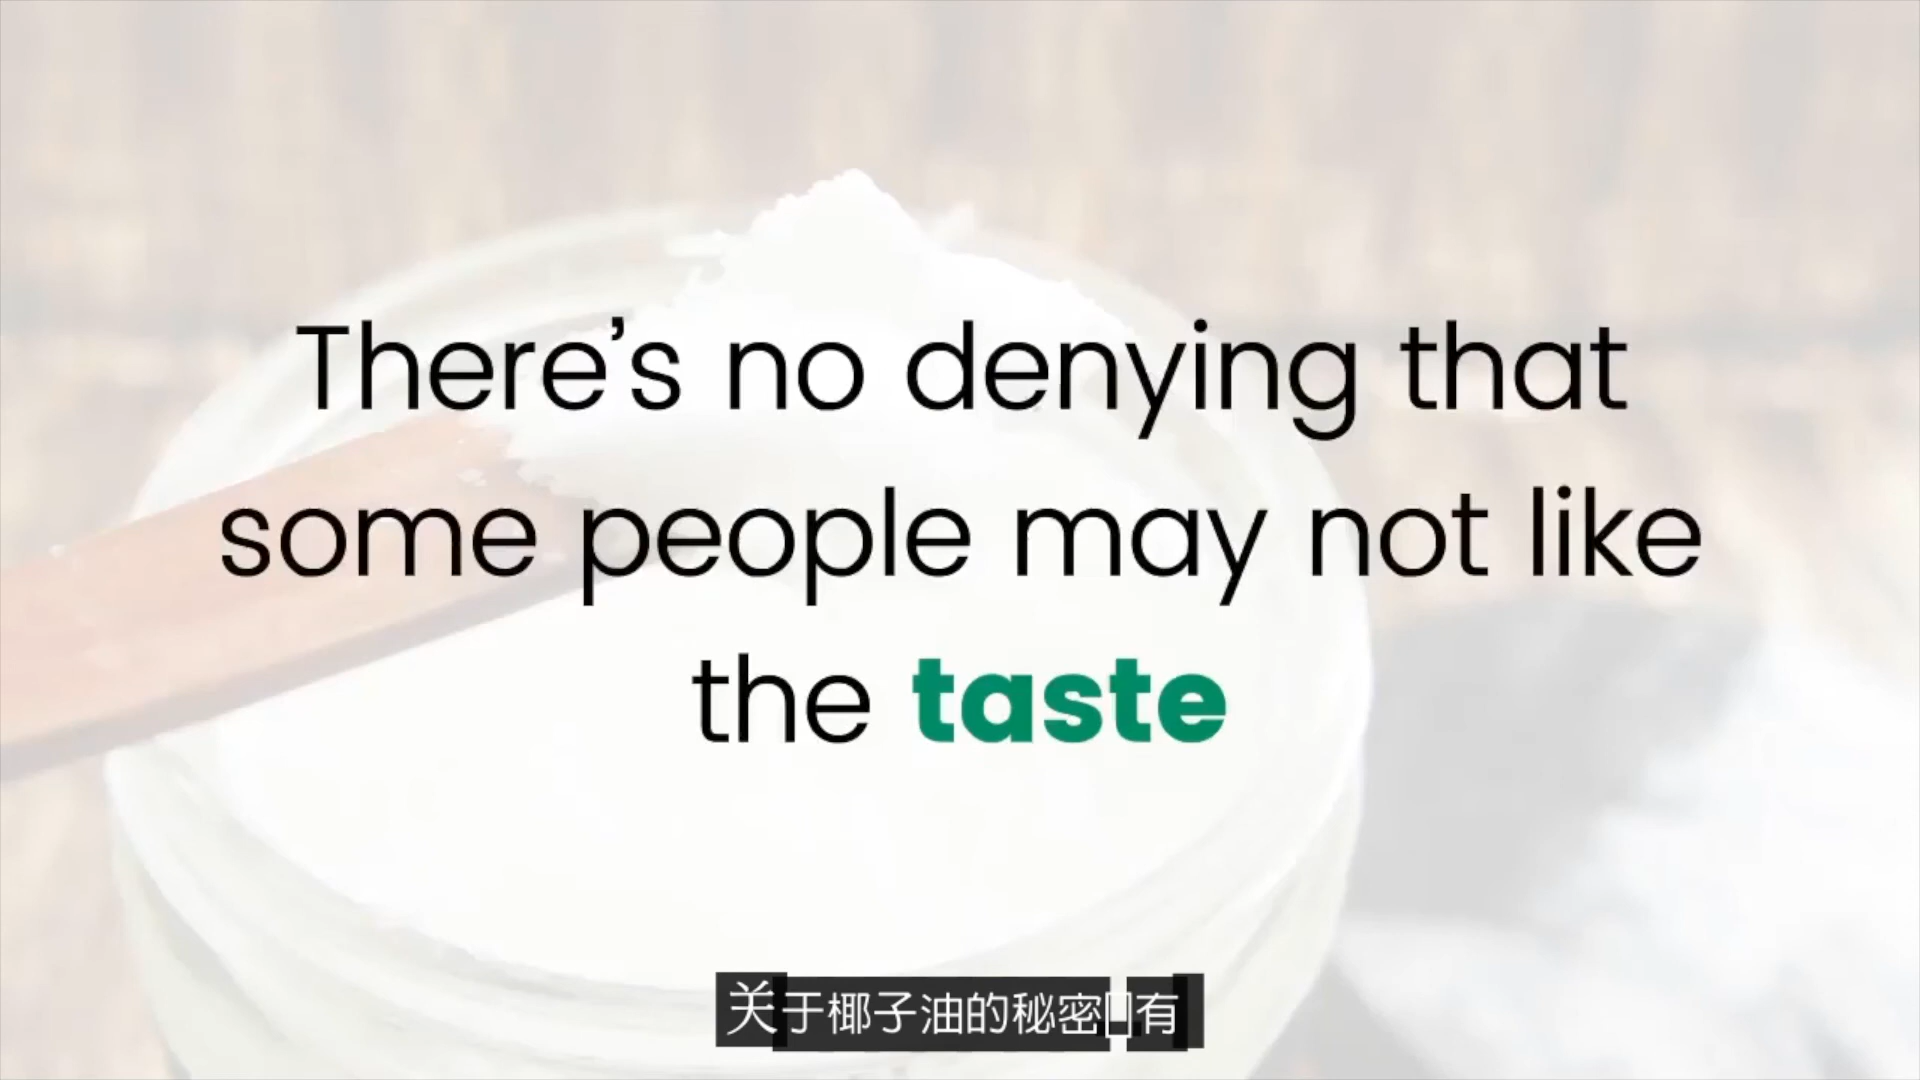 There’s no denying that
some people may not like
the taste
关于椰子油的秘密 有